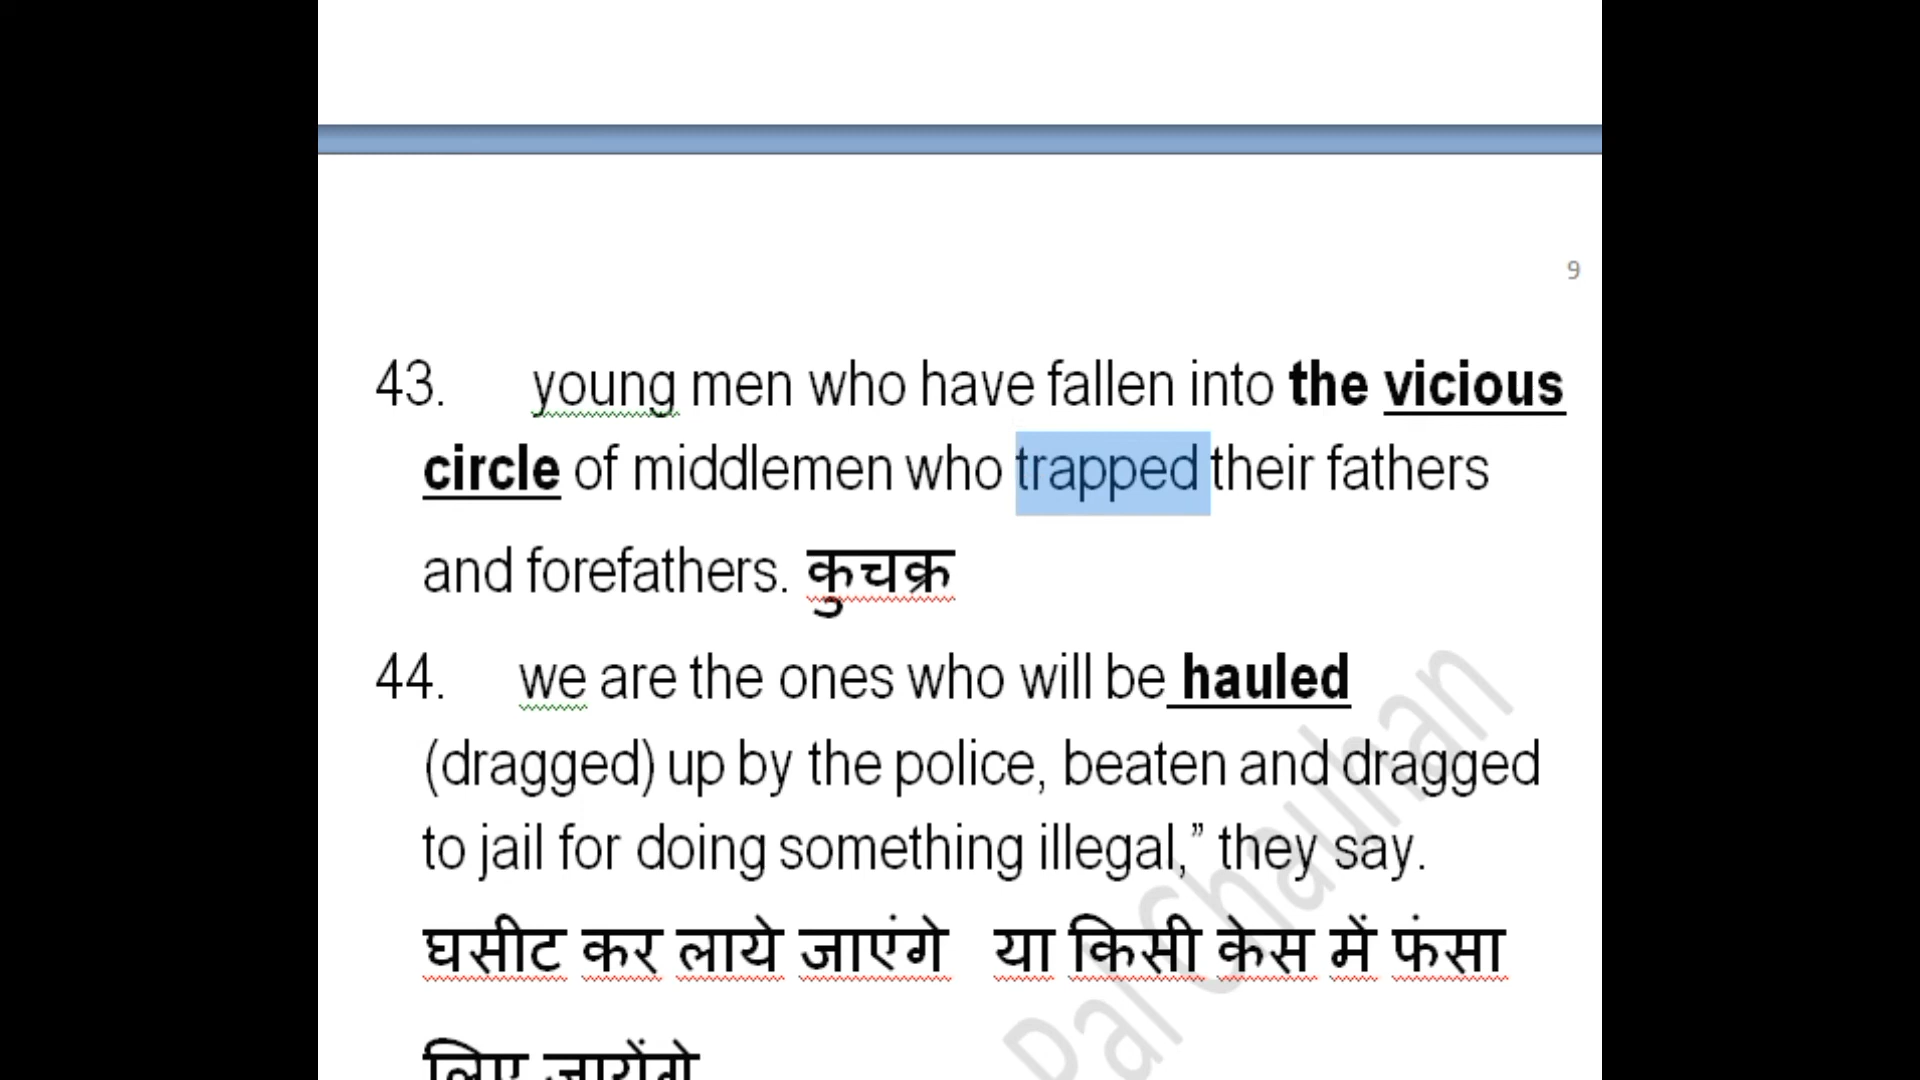 9
43. young men who have fallen into the vicious
circle of middlemen who trapped their fathers
and forefathers. कुचक्र
44. we are the ones who will be hauled
(dragged) up by the police, beaten and dragged
to jail for doing something illegal,” they say.
घसीट कर लाये जाएंगे या किसी केस में फंसा
लिए जायेंगे
Pal Chauhan